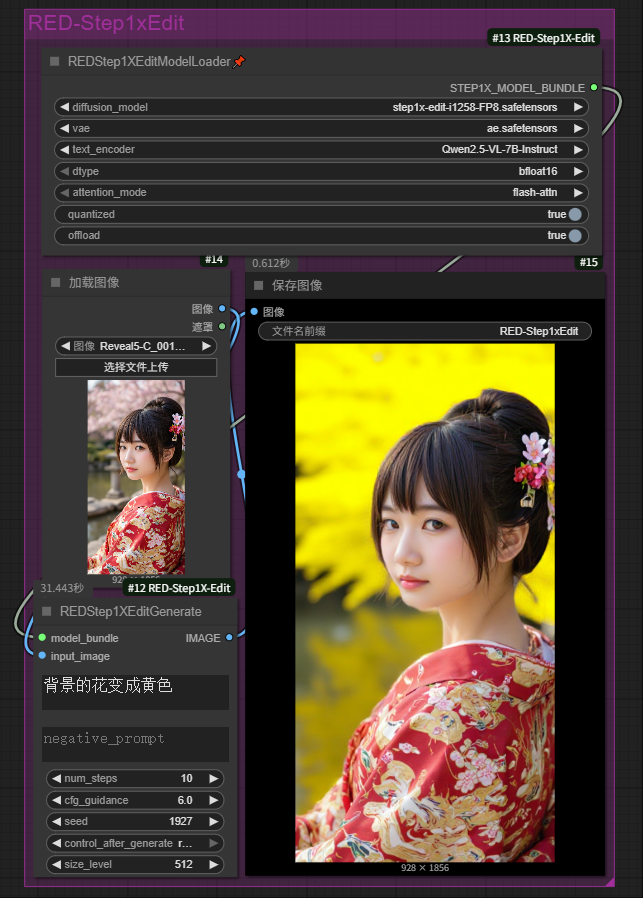 RED-Step1xEdit
#13 RED-Step1X-Edit
REDStep1XEditModelLoader
STEP1X_MODEL_BUNDLE
diffusion_model step1x-edit-i1258-FP8.safetensors
vae ae.safetensors
text_encoder Qwen2.5-VL-7B-Instruct
dtype bfloat16
attention_mode flash-attn
quantized true
offload true
#14
加载图像
图像
遮罩
图像 Reveal5-C_001...
选择文件上传
0.612秒
#15
保存图像
图像
文件名前缀 RED-Step1xEdit
928 × 1856
31.443秒
#12 RED-Step1X-Edit
REDStep1XEditGenerate
model_bundle IMAGE
input_image
背景的花变成黄色
negative_prompt
num_steps 10
cfg_guidance 6.0
seed 1927
control_after_generate r...
size_level 512